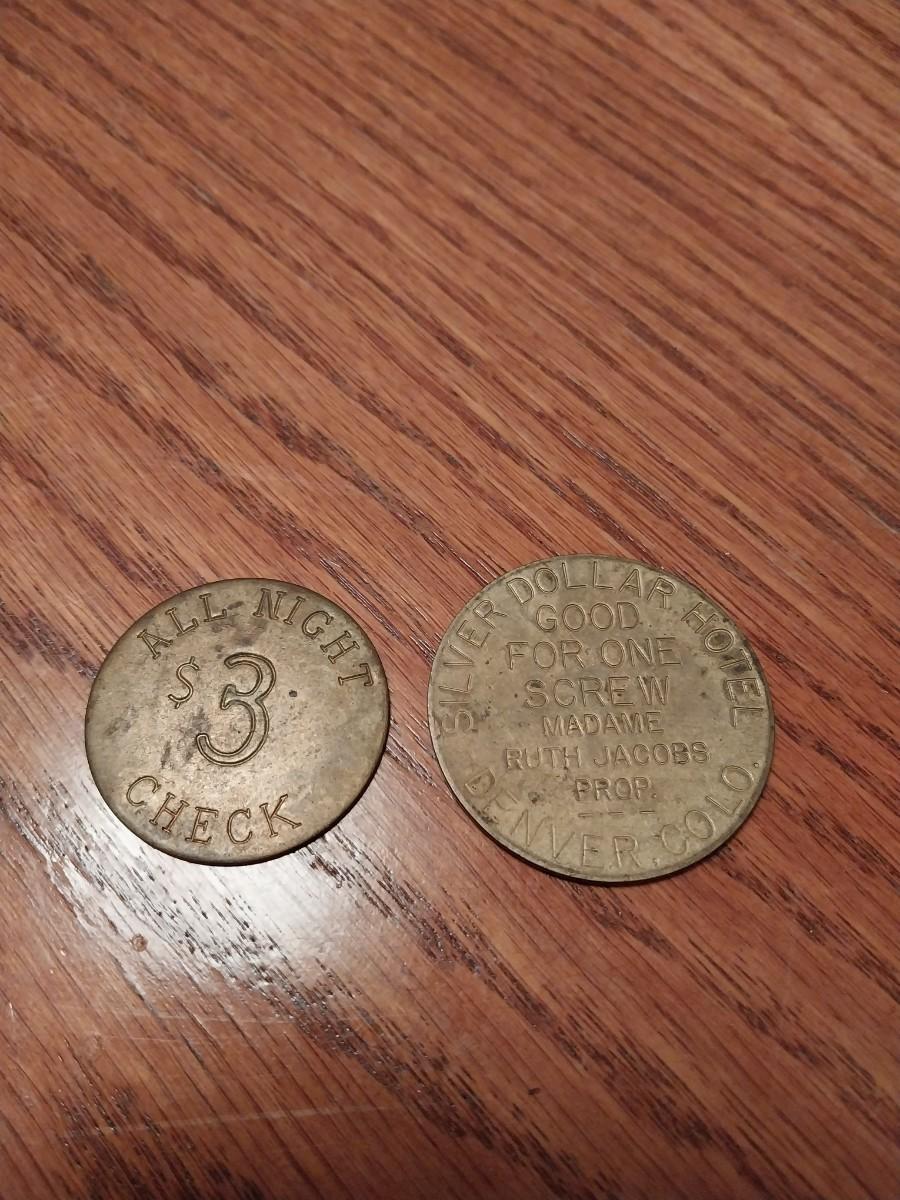 ALL NIGHT
$3
CHECK
SILVER DOLLAR HOTEL
GOOD
FOR ONE
SCREW
MADAME
RUTH JACOBS
PROP.
DENVER, COLO.